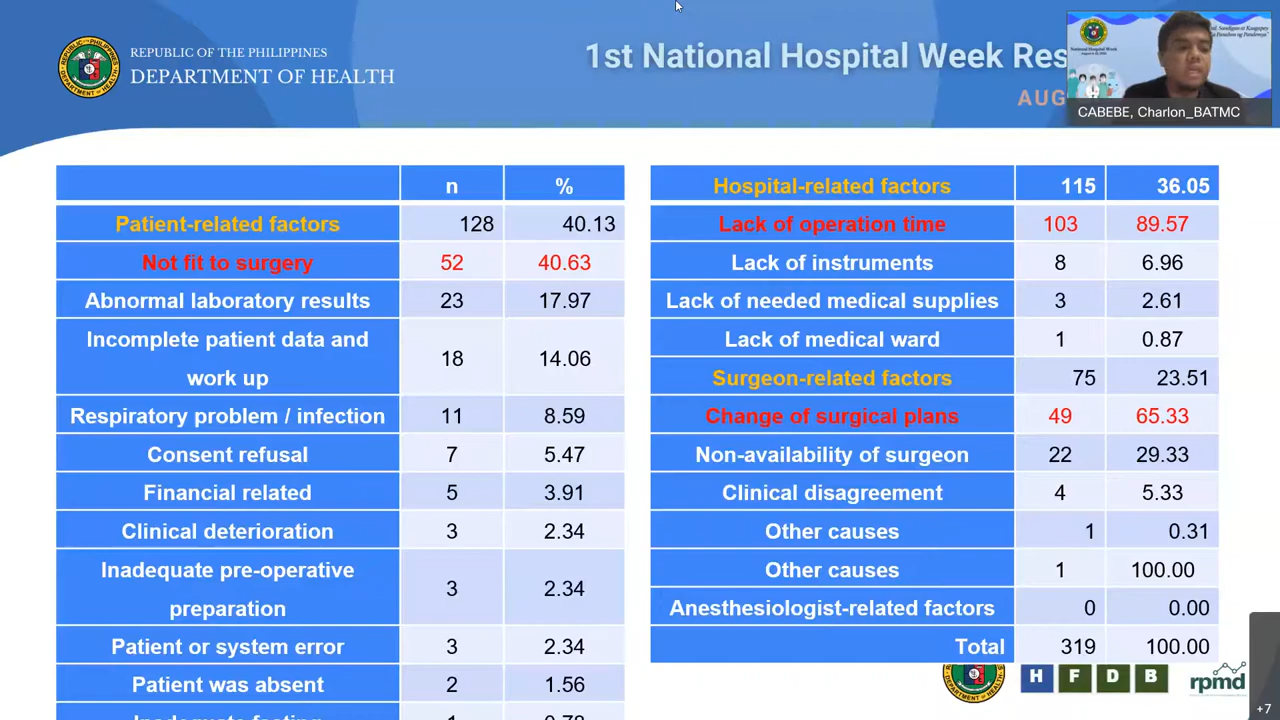 REPUBLIC OF THE PHILIPPINES
DEPARTMENT OF HEALTH
1st National Hospital Week Res
AUG
National Hospital Week
CABEBE, Charlon_BATMC
n %
Patient-related factors 128 40.13
Not fit to surgery 52 40.63
Abnormal laboratory results 23 17.97
Incomplete patient data and
work up 18 14.06
Respiratory problem / infection 11 8.59
Consent refusal 7 5.47
Financial related 5 3.91
Clinical deterioration 3 2.34
Inadequate pre-operative
preparation 3 2.34
Patient or system error 3 2.34
Patient was absent 2 1.56
Inadequate fasting 1 0.78
Hospital-related factors 115 36.05
Lack of operation time 103 89.57
Lack of instruments 8 6.96
Lack of needed medical supplies 3 2.61
Lack of medical ward 1 0.87
Surgeon-related factors 75 23.51
Change of surgical plans 49 65.33
Non-availability of surgeon 22 29.33
Clinical disagreement 4 5.33
Other causes 1 0.31
Other causes 1 100.00
Anesthesiologist-related factors 0 0.00
Total 319 100.00
H F D B
rpmd
+7